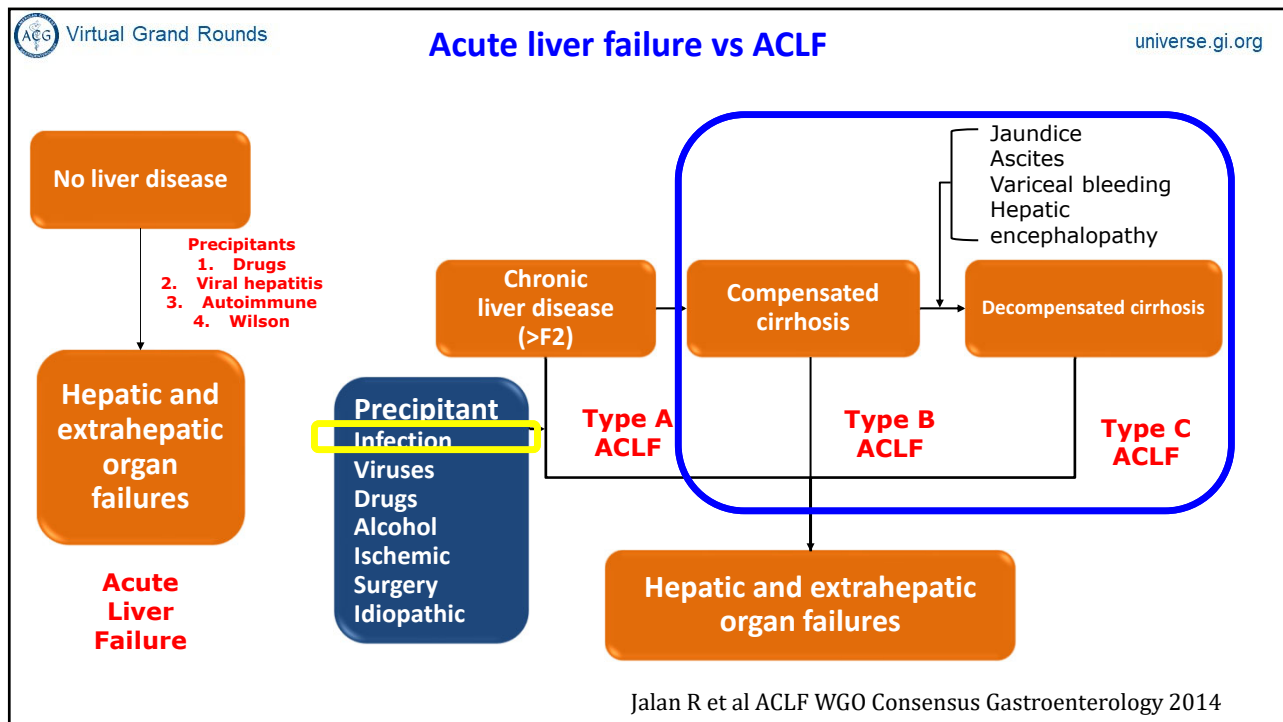 ACG
Virtual Grand Rounds
Acute liver failure vs ACLF
universe.gi.org
No liver disease
Precipitants
1. Drugs
2. Viral hepatitis
3. Autoimmune
4. Wilson
Hepatic and
extrahepatic
organ
failures
Acute
Liver
Failure
Jaundice
Ascites
Variceal bleeding
Hepatic
encephalopathy
Chronic
liver disease
(>F2)
Compensated
cirrhosis
Decompensated cirrhosis
Precipitant
Infection
Viruses
Drugs
Alcohol
Ischemic
Surgery
Idiopathic
Type A
ACLF
Type B
ACLF
Type C
ACLF
Hepatic and extrahepatic
organ failures
Jalan R et al ACLF WGO Consensus Gastroenterology 2014